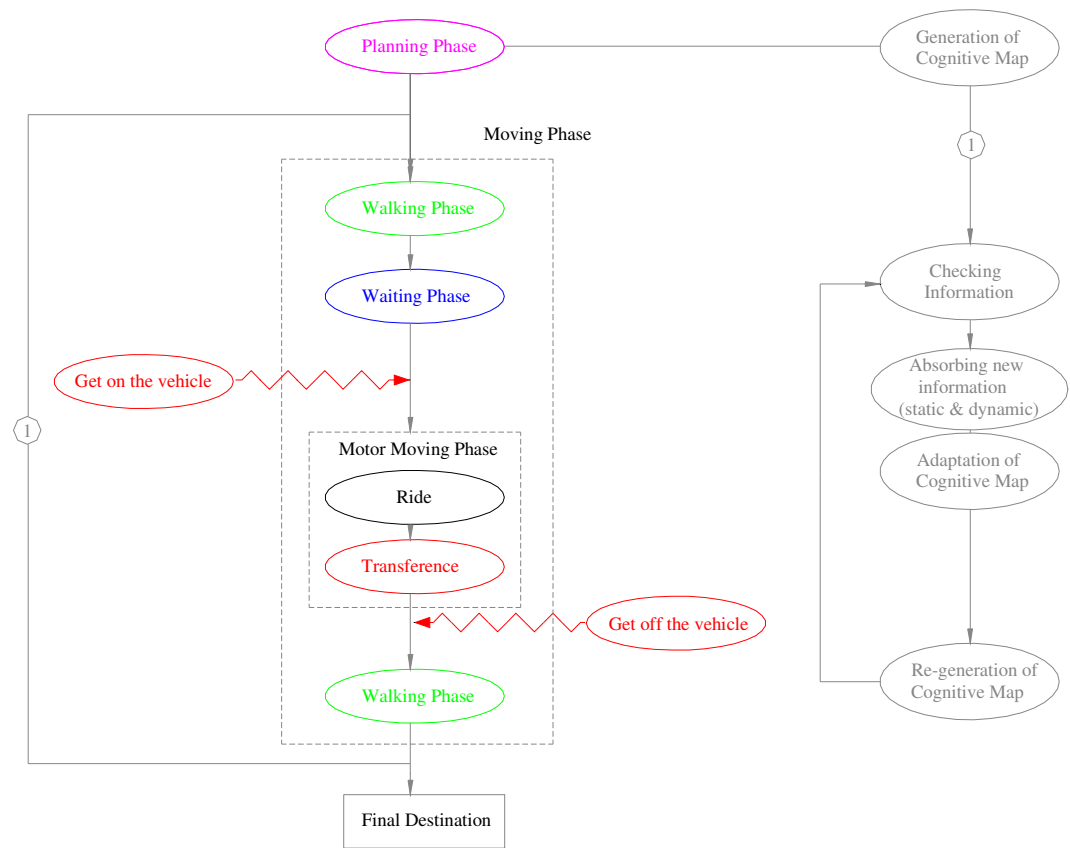 Planning Phase
Generation of
Cognitive Map
Moving Phase
1
Walking Phase
Checking
Information
Waiting Phase
Get on the vehicle
Absorbing new
information
(static & dynamic)
1
Motor Moving Phase
Adaptation of
Cognitive Map
Ride
Transference
Get off the vehicle
Re-generation of
Cognitive Map
Walking Phase
Final Destination